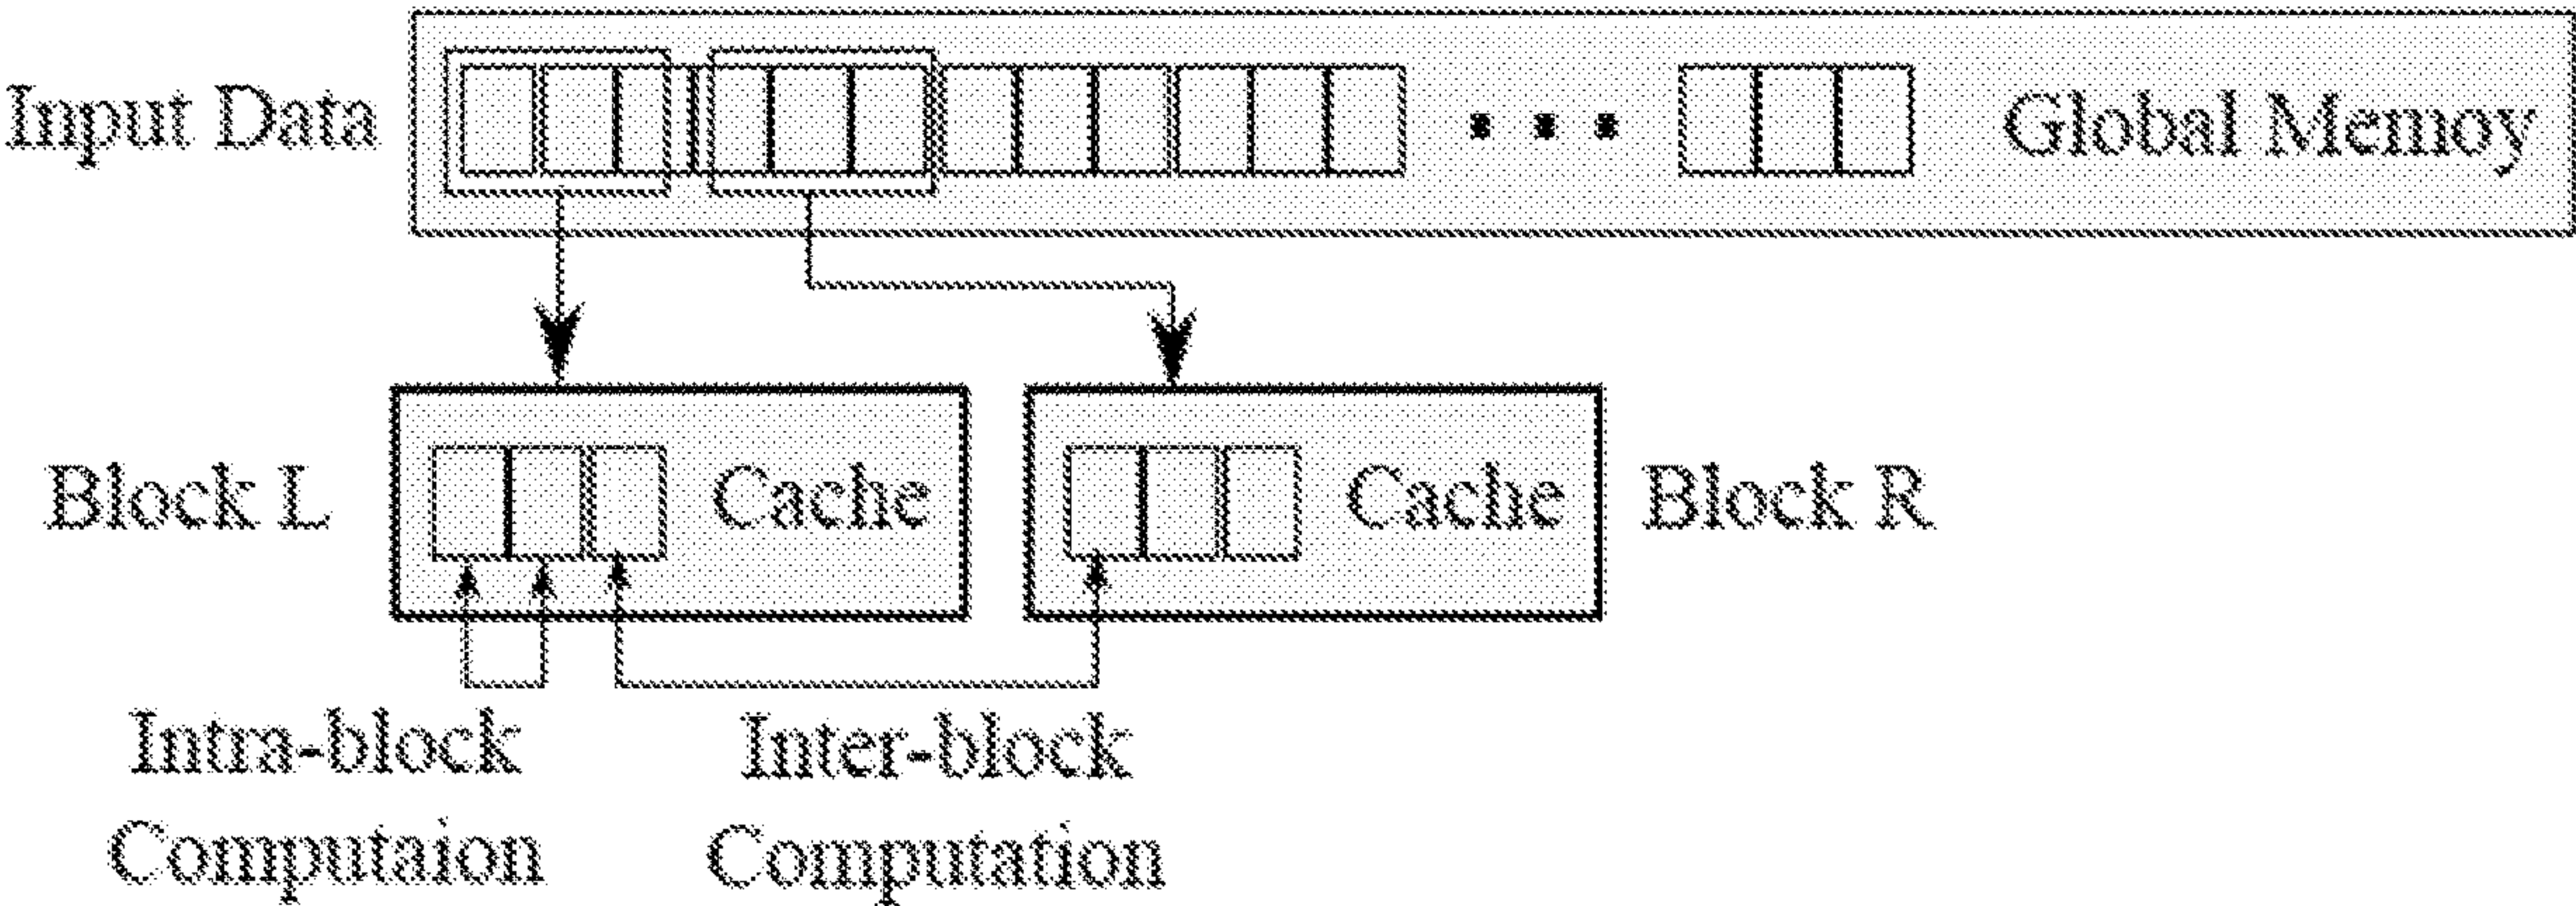 Input Data
Global Memoy
Block L
Cache
Cache
Block R
Intra-block
Computaion
Inter-block
Computation